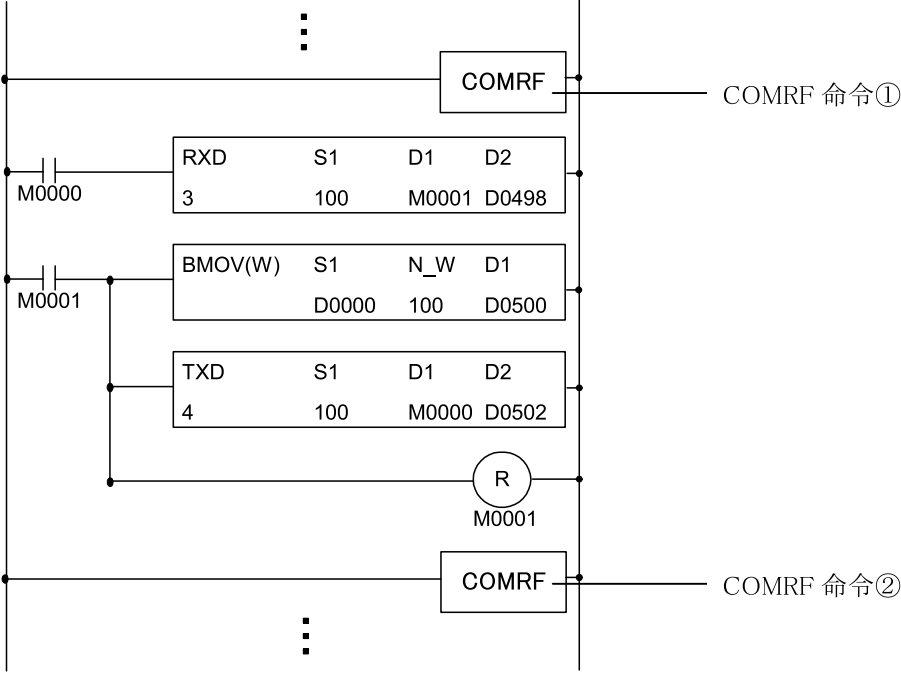 COMRF
COMRF 命令①
RXD S1 D1 D2
3 100 M0001 D0498
M0000
BMOV(W) S1 N_W D1
D0000 100 D0500
M0001
TXD S1 D1 D2
4 100 M0000 D0502
R
M0001
COMRF
COMRF 命令②